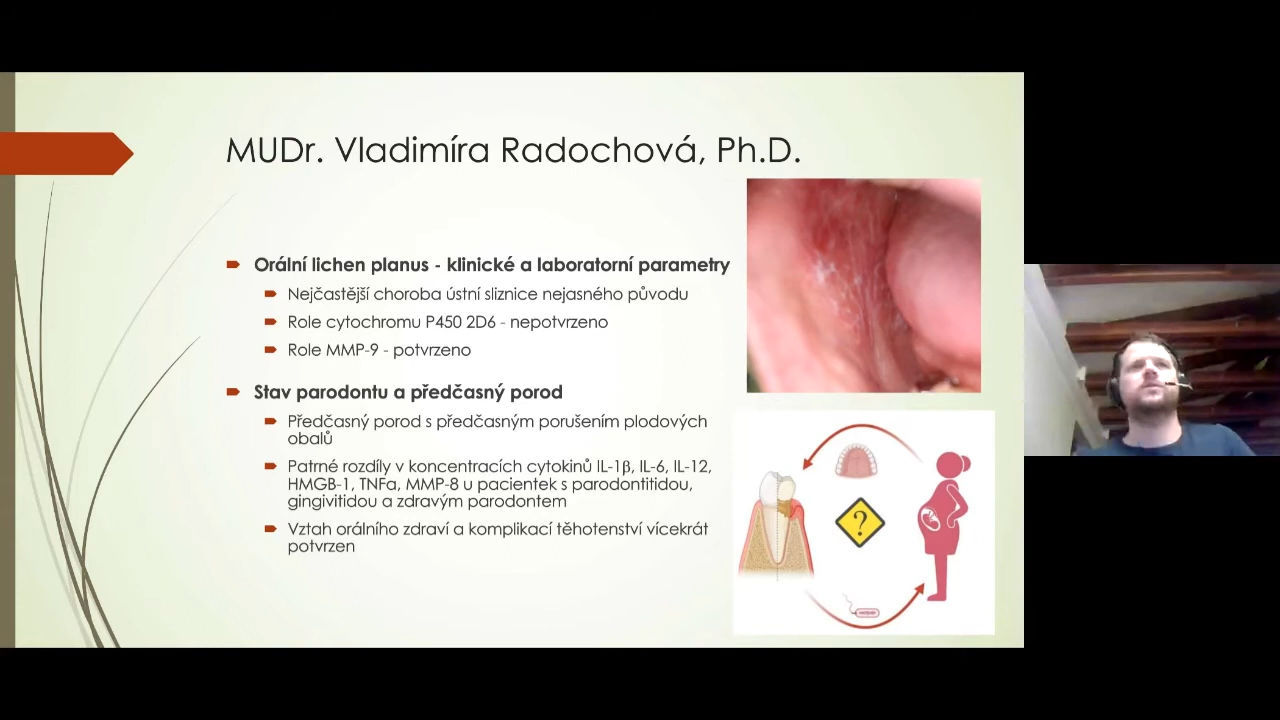 MUDr. Vladimíra Radochová, Ph.D.
Orální lichen planus - klinické a laboratorní parametry
Nejčastější choroba ústní sliznice nejasného původu
Role cytochromu P450 2D6 - nepotvrzeno
Role MMP-9 - potvrzeno
Stav parodontu a předčasný porod
Předčasný porod s předčasným porušením plodových
obalů
Patrné rozdíly v koncentracích cytokinů IL-1β, IL-6, IL-12,
HMGB-1, TNFa, MMP-8 u pacientek s parodontitidou,
gingivitidou a zdravým parodontem
Vztah orálního zdraví a komplikací těhotenství vícekrát
potvrzen
?